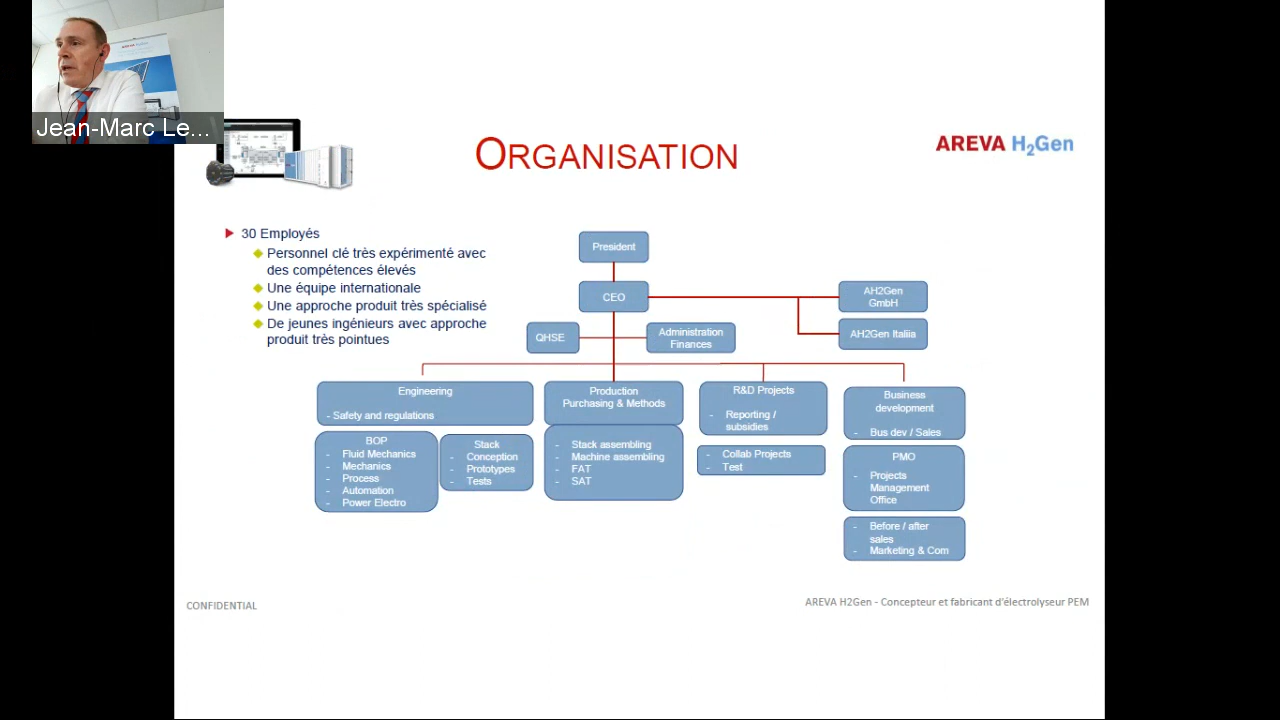 AREVA H2Gen
Jean-Marc Le...
ORGANISATION
AREVA H2Gen
30 Employés
Personnel clé très expérimenté avec
des compétences élevés
Une équipe internationale
Une approche produit très spécialisé
De jeunes ingénieurs avec approche
produit très pointues
President
CEO
AH2Gen
GmbH
AH2Gen Italiia
QHSE
Administration
Finances
Engineering
- Safety and regulations
BOP
- Fluid Mechanics
- Mechanics
- Process
- Automation
- Power Electro
Stack
- Conception
- Prototypes
- Tests
Production
Purchasing & Methods
- Stack assembling
- Machine assembling
- FAT
- SAT
R&D Projects
- Reporting /
subsidies
- Collab Projects
- Test
Business
development
- Bus dev / Sales
PMO
- Projects
Management
Office
- Before / after
sales
- Marketing & Com
CONFIDENTIAL
AREVA H2Gen - Concepteur et fabricant d'électrolyseur PEM